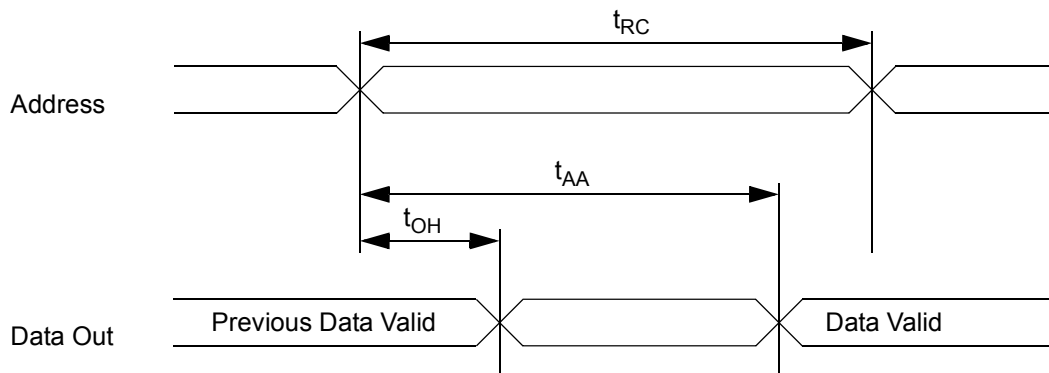 tRC
Address
tAA
tOH
Previous Data Valid
Data Valid
Data Out